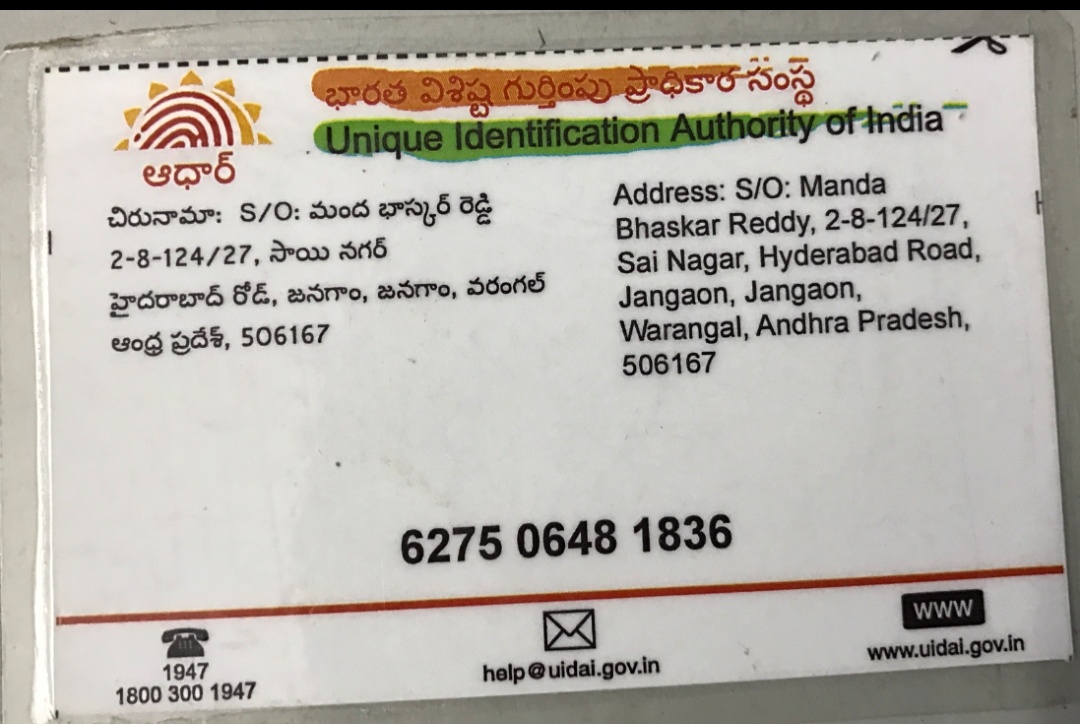 భారత విశిష్ట గుర్తింపు ప్రాధికార సంస్థ
Unique Identification Authority of India
ఆధార్
చిరునామా: S/O: మంద భాస్కర్ రెడ్డి
2-8-124/27, సాయి నగర్
హైదరాబాద్ రోడ్, జనగాం, జనగాం, వరంగల్
ఆంధ్ర ప్రదేశ్, 506167
Address: S/O: Manda
Bhaskar Reddy, 2-8-124/27,
Sai Nagar, Hyderabad Road,
Jangaon, Jangaon,
Warangal, Andhra Pradesh,
506167
6275 0648 1836
1947
1800 300 1947
help@uidai.gov.in
WWW
www.uidai.gov.in